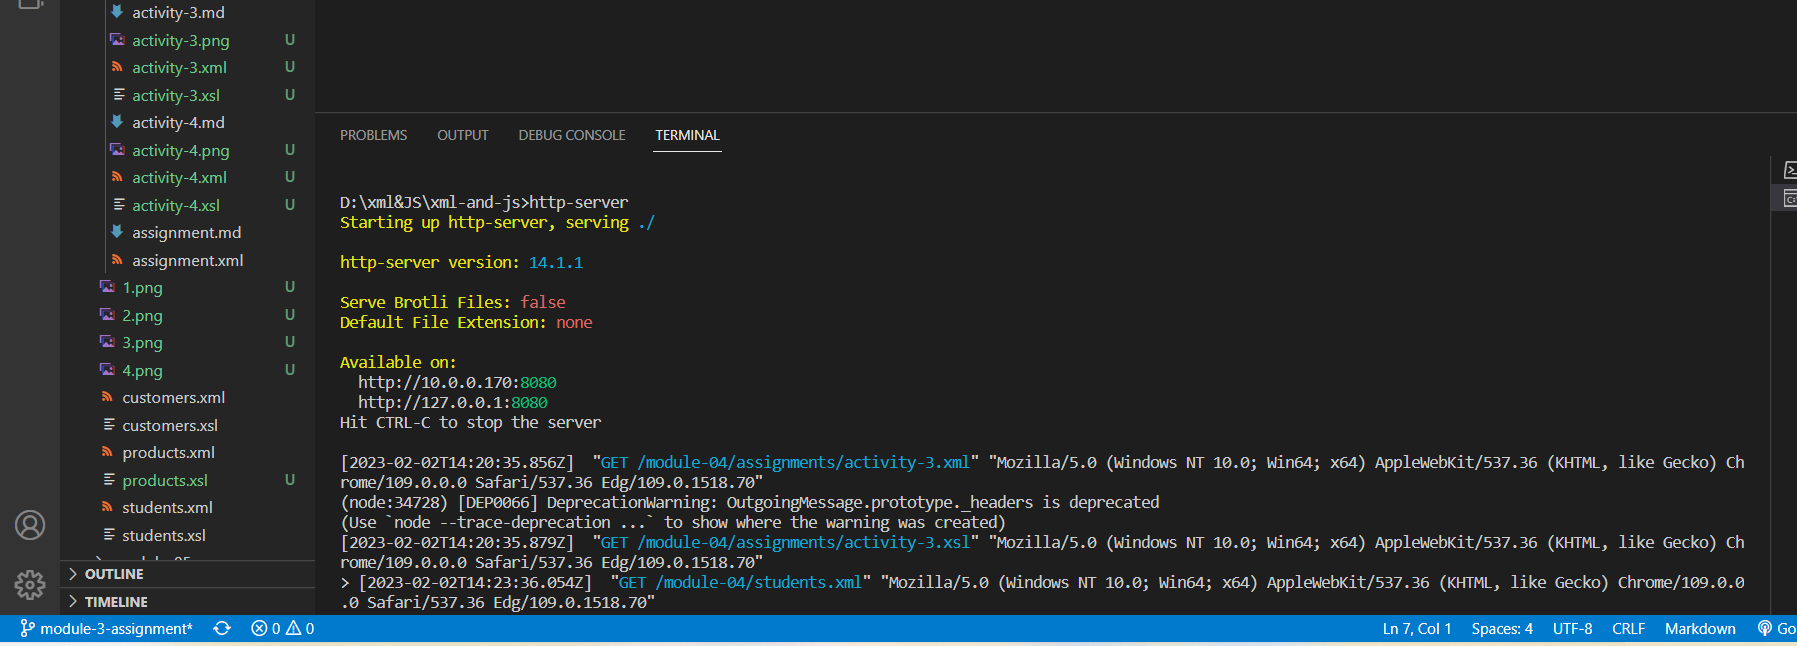 activity-3.md
activity-3.png U
activity-3.xml U
activity-3.xsl U
activity-4.md
activity-4.png U
activity-4.xml U
activity-4.xsl U
assignment.md
assignment.xml
1.png U
2.png U
3.png U
4.png U
customers.xml
customers.xsl
products.xml
products.xsl U
students.xml
students.xsl
OUTLINE
TIMELINE
PROBLEMS OUTPUT DEBUG CONSOLE TERMINAL
D:\xml&JS\xml-and-js>http-server
Starting up http-server, serving ./
http-server version: 14.1.1
Serve Brotli Files: false
Default File Extension: none
Available on:
http://10.0.0.170:8080
http://127.0.0.1:8080
Hit CTRL-C to stop the server
[2023-02-02T14:20:35.856Z] "GET /module-04/assignments/activity-3.xml" "Mozilla/5.0 (Windows NT 10.0; Win64; x64) AppleWebKit/537.36 (KHTML, like Gecko) Ch
rome/109.0.0.0 Safari/537.36 Edg/109.0.1518.70"
(node:34728) [DEP0066] DeprecationWarning: OutgoingMessage.prototype._headers is deprecated
(Use `node --trace-deprecation ...` to show where the warning was created)
[2023-02-02T14:20:35.879Z] "GET /module-04/assignments/activity-3.xsl" "Mozilla/5.0 (Windows NT 10.0; Win64; x64) AppleWebKit/537.36 (KHTML, like Gecko) Ch
rome/109.0.0.0 Safari/537.36 Edg/109.0.1518.70"
> [2023-02-02T14:23:36.054Z] "GET /module-04/students.xml" "Mozilla/5.0 (Windows NT 10.0; Win64; x64) AppleWebKit/537.36 (KHTML, like Gecko) Chrome/109.0.0
.0 Safari/537.36 Edg/109.0.1518.70"
module-3-assignment* 0 0 Ln 7, Col 1 Spaces: 4 UTF-8 CRLF Markdown Go